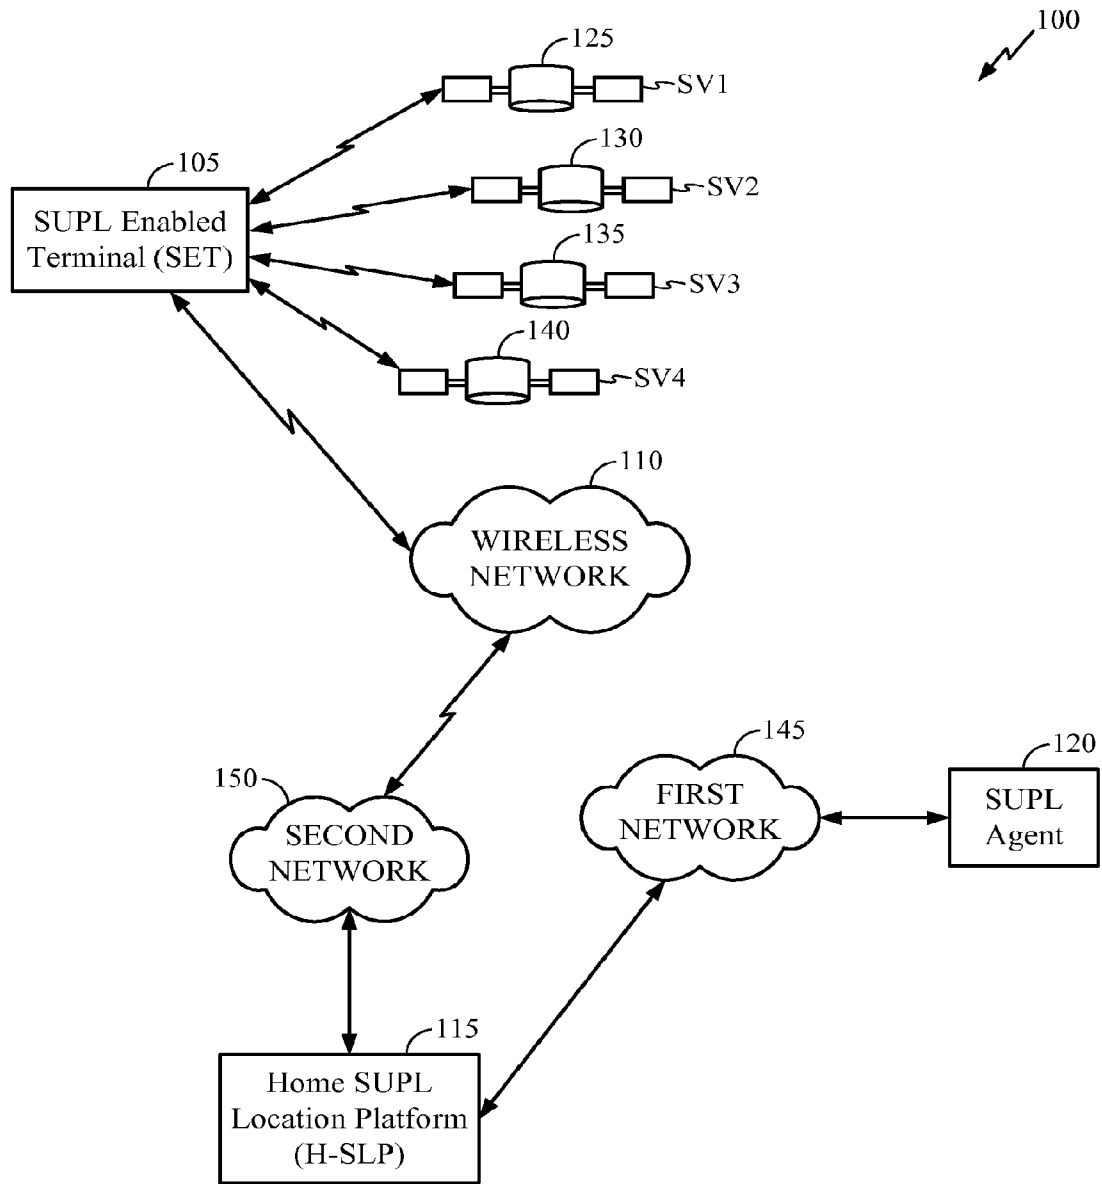 100
125
SV1
130
SV2
105
SUPL Enabled
Terminal (SET)
135
SV3
140
SV4
110
WIRELESS
NETWORK
145
FIRST
NETWORK
120
SUPL
Agent
150
SECOND
NETWORK
115
Home SUPL
Location Platform
(H-SLP)